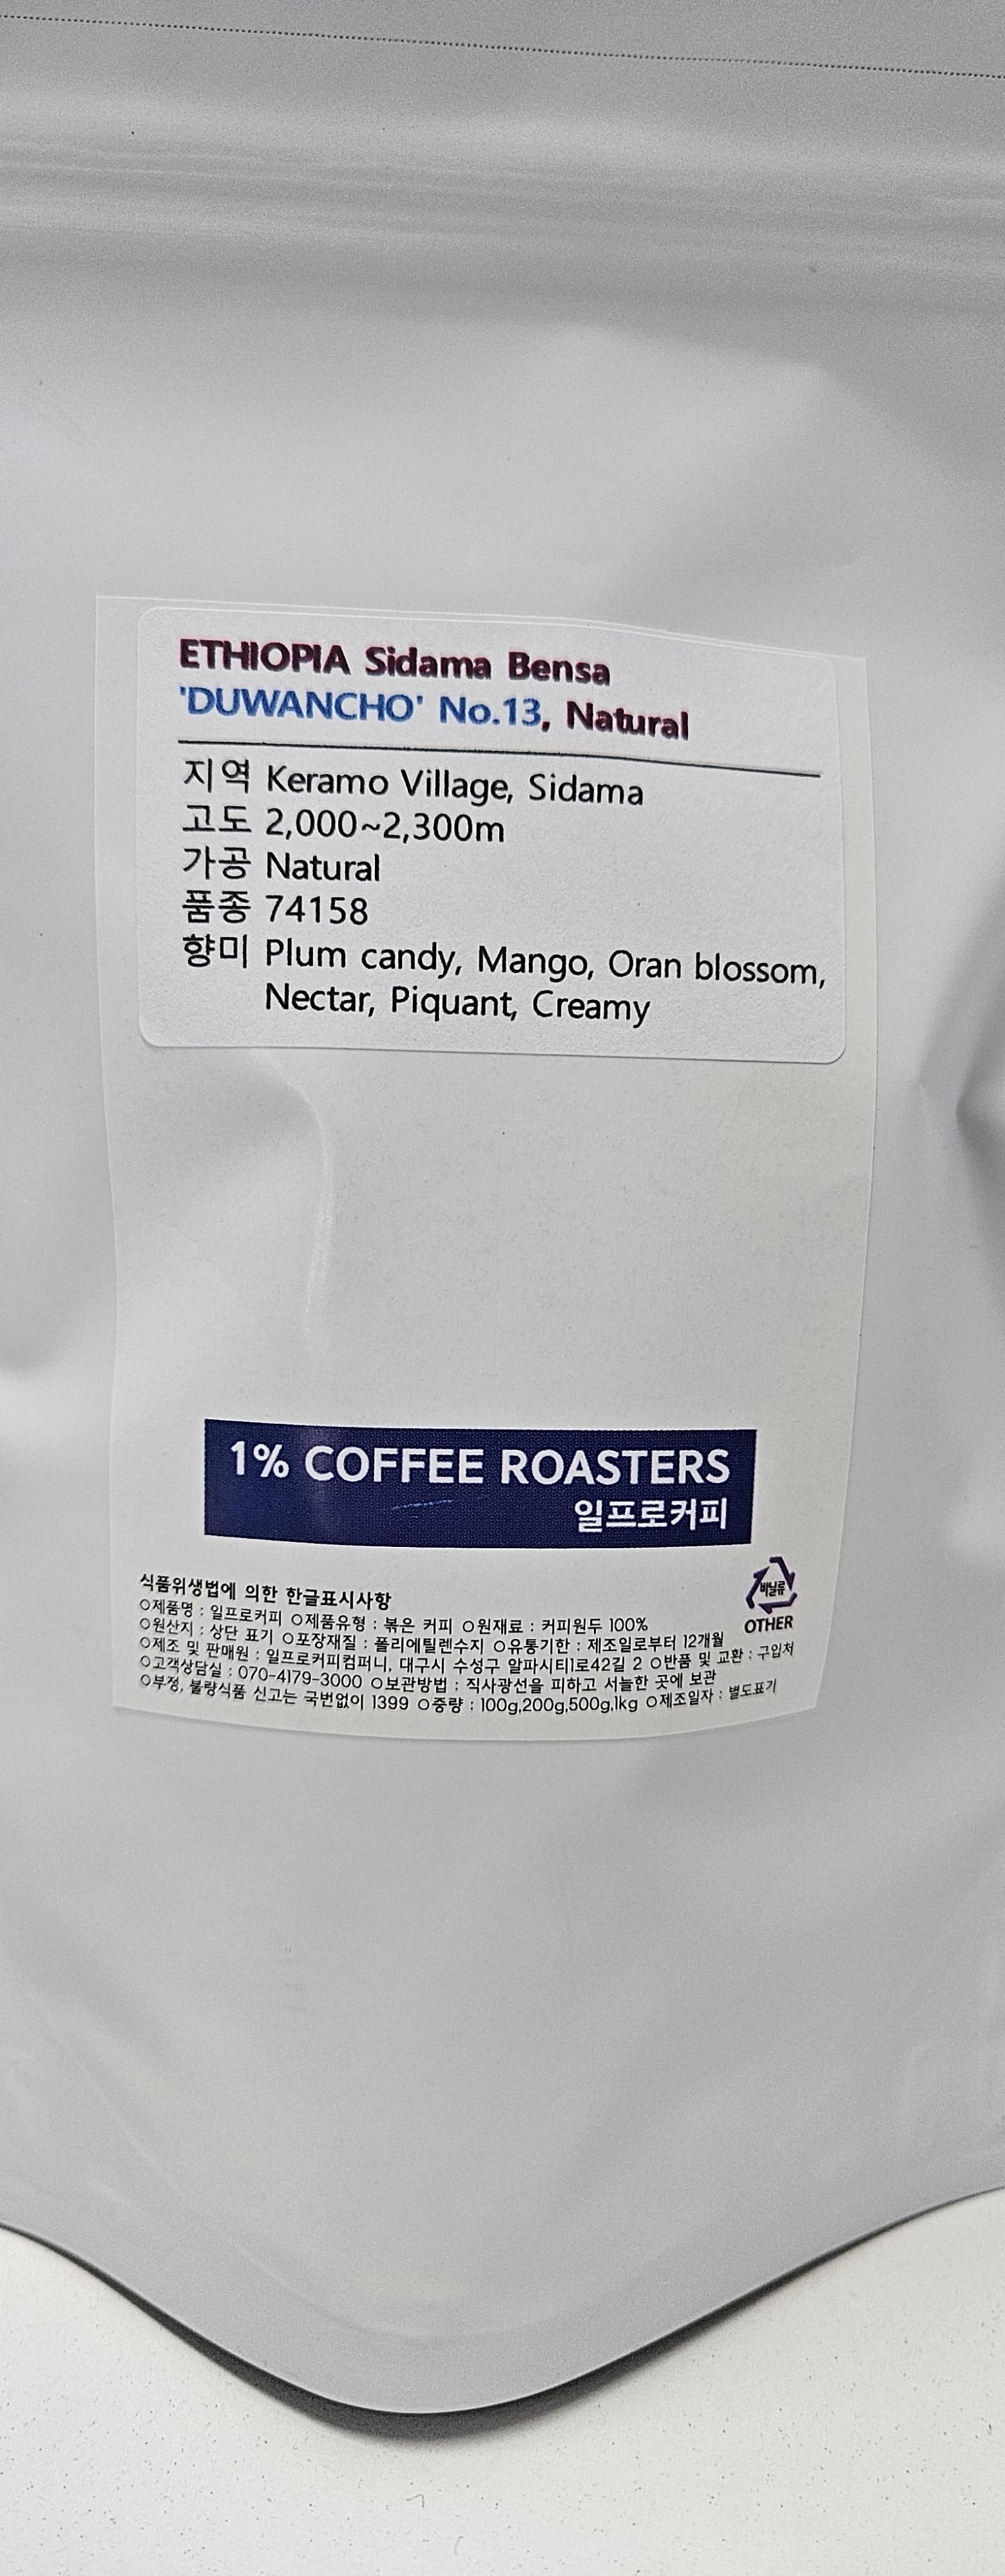 ETHIOPIA Sidama Bensa
'DUWANCHO' No.13, Natural
지역 Keramo Village, Sidama
고도 2,000~2,300m
가공 Natural
품종 74158
향미 Plum candy, Mango, Oran blossom,
Nectar, Piquant, Creamy
1% COFFEE ROASTERS
일프로커피
비닐류
OTHER
식품위생법에 의한 한글표시사항
○제품명 : 일프로커피 ○제품유형 : 볶은 커피 ○원재료 : 커피원두 100%
○원산지 : 상단 표기 ○포장재질 : 폴리에틸렌수지 ○유통기한 : 제조일로부터 12개월
○제조 및 판매원 : 일프로커피컴퍼니, 대구시 수성구 알파시티1로42길 2 ○반품 및 교환 : 구입처
○고객상담실 : 070-4179-3000 ○보관방법 : 직사광선을 피하고 서늘한 곳에 보관
○부정, 불량식품 신고는 국번없이 1399 ○중량 : 100g,200g,500g,1kg ○제조일자 : 별도표기